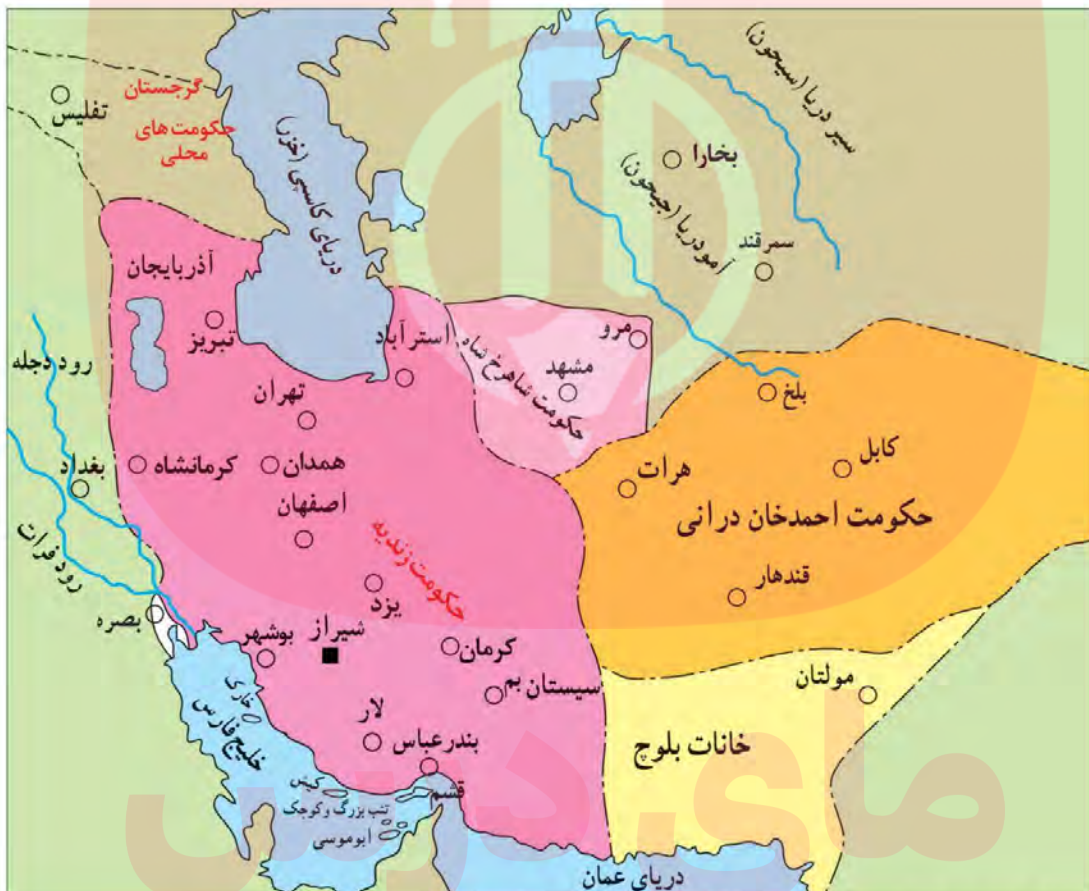 سیر دریا (سیحون)
گرجستان
تفلیس
حکومت‌های
محلی
دریای کاسپی (خزر)
بخارا
آمودریا (جیحون)
سمرقند
آذربایجان
تبریز
استرآباد
حکومت شاهرخ شاه
مرو
مشهد
رود دجله
تهران
بلخ
بغداد
کرمانشاه
همدان
هرات
کابل
اصفهان
حکومت احمدخان درانی
رود فرات
حکومت زندیه
یزد
قندهار
بصره
بوشهر
شیراز
کرمان
سیستان
بم
مولتان
خارک
خلیج فارس
لار
بندرعباس
خانات بلوچ
کیش
قشم
تنب بزرگ و کوچک
ابوموسی
دریای عمان
مای درس